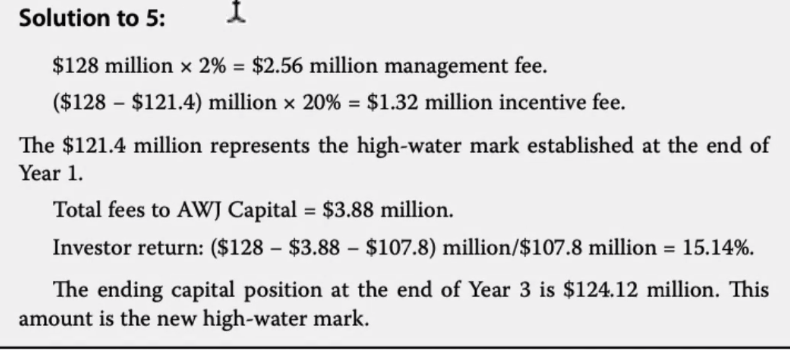 Solution to 5:
$128 million × 2% = $2.56 million management fee.
($128 – $121.4) million × 20% = $1.32 million incentive fee.
The $121.4 million represents the high-water mark established at the end of
Year 1.
Total fees to AWJ Capital = $3.88 million.
Investor return: ($128 – $3.88 – $107.8) million/$107.8 million = 15.14%.
The ending capital position at the end of Year 3 is $124.12 million. This
amount is the new high-water mark.